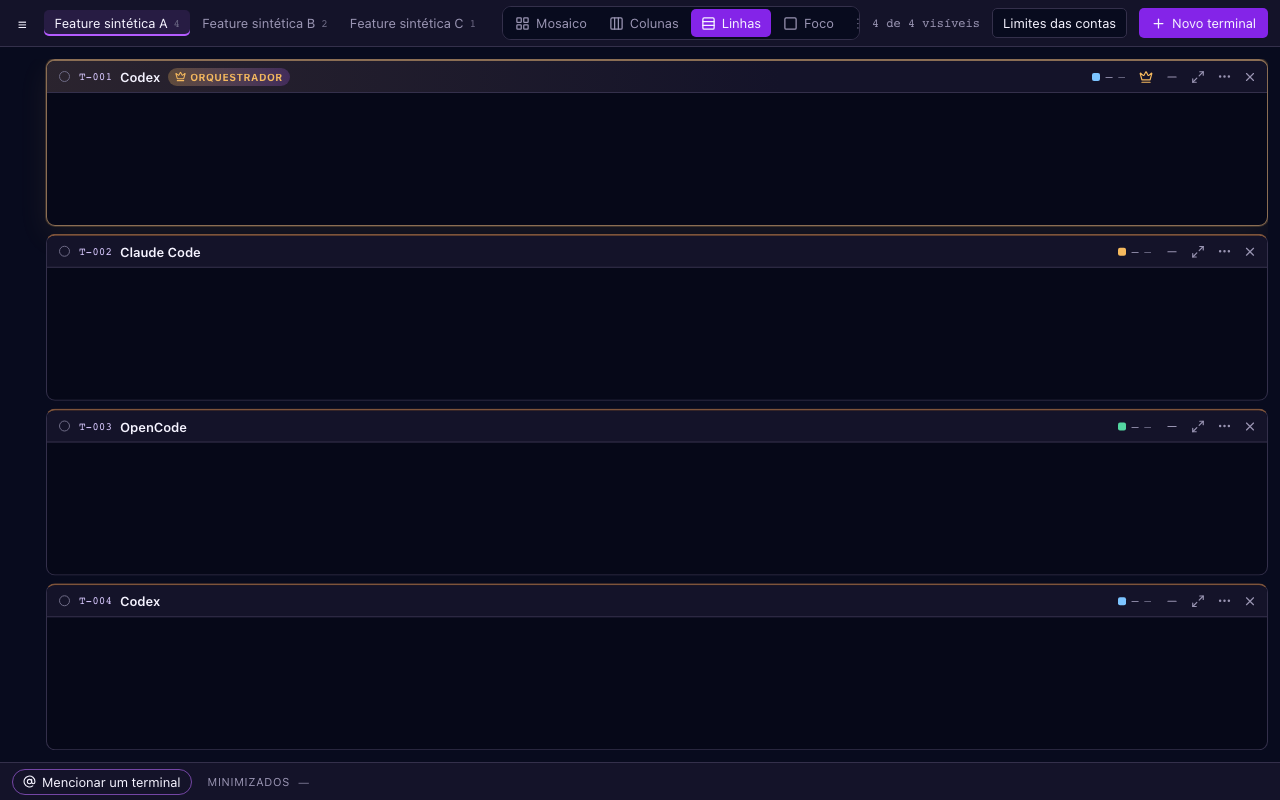 Feature sintética A 4 Feature sintética B 2 Feature sintética C 1 Mosaico Colunas Linhas Foco 4 de 4 visíveis Limites das contas + Novo terminal
T-001 Codex ORQUESTRADOR — —
T-002 Claude Code — —
T-003 OpenCode — —
T-004 Codex — —
@ Mencionar um terminal MINIMIZADOS —